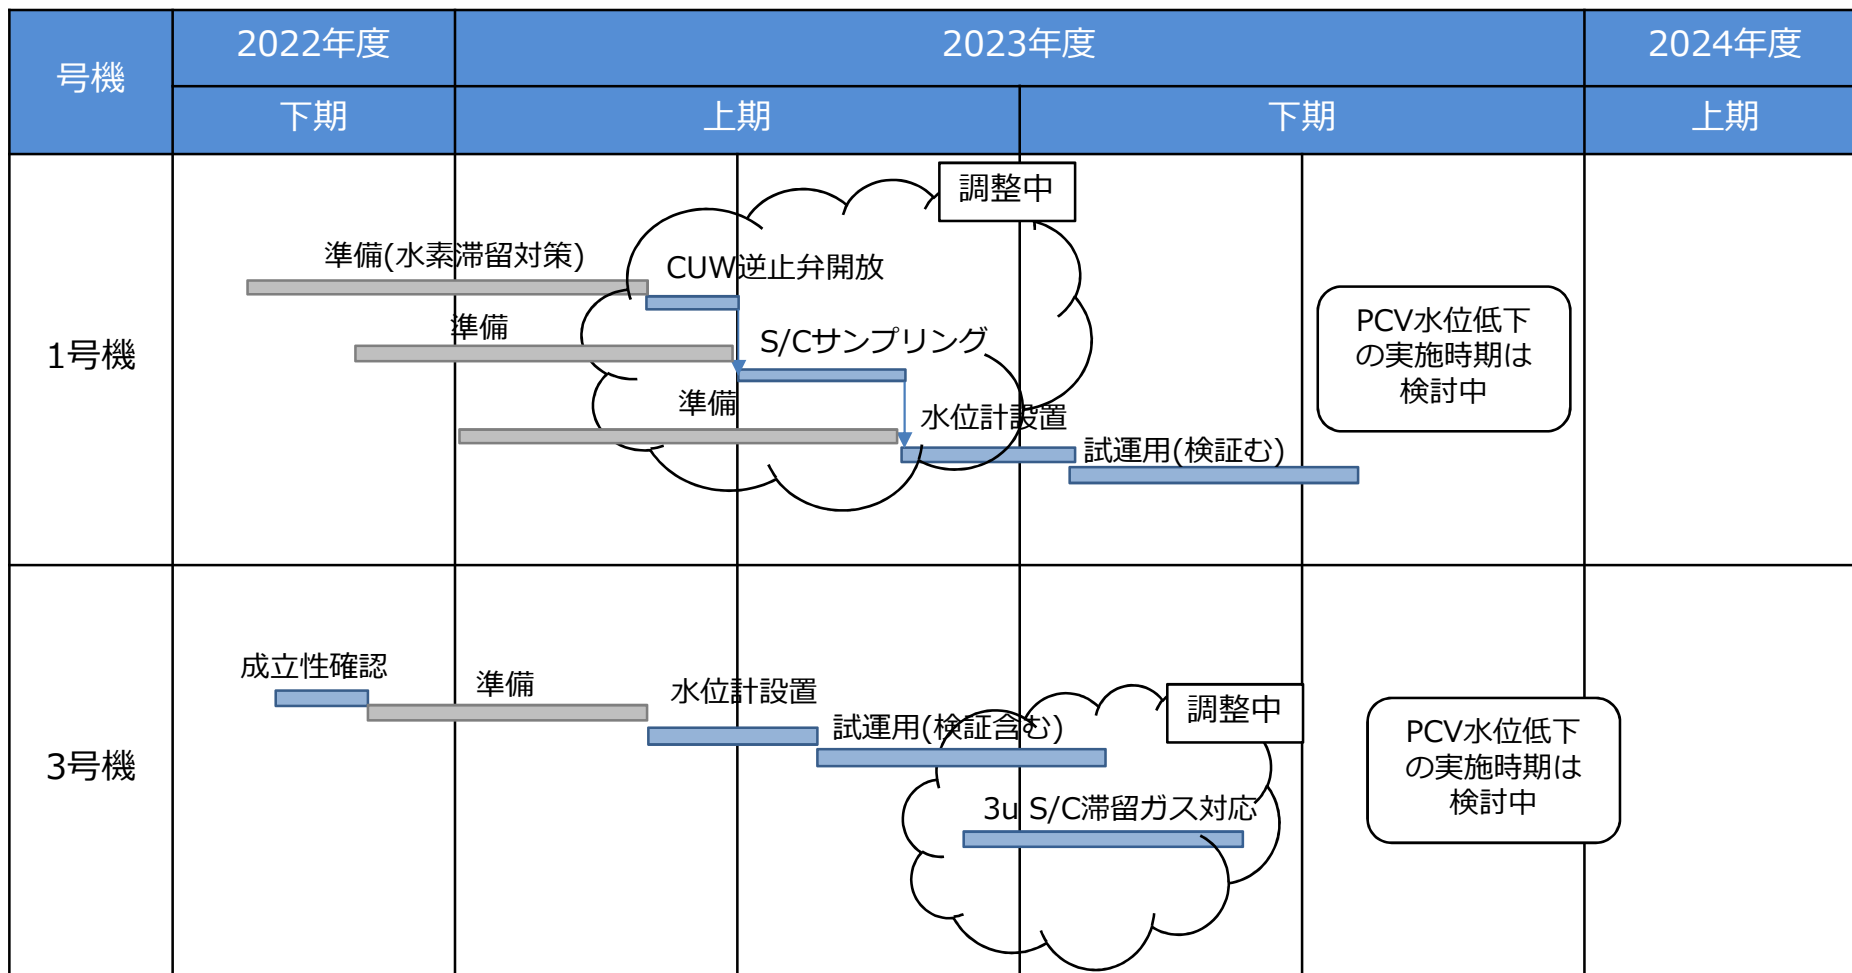 号機
2022年度
2023年度
2024年度
下期
上期
下期
上期
1号機
調整中
準備(水素滞留対策)
CUW逆止弁開放
準備
S/Cサンプリング
準備
水位計設置
試運用(検証む)
PCV水位低下
の実施時期は
検討中
3号機
成立性確認
準備
水位計設置
試運用(検証含む)
調整中
3u S/C滞留ガス対応
PCV水位低下
の実施時期は
検討中